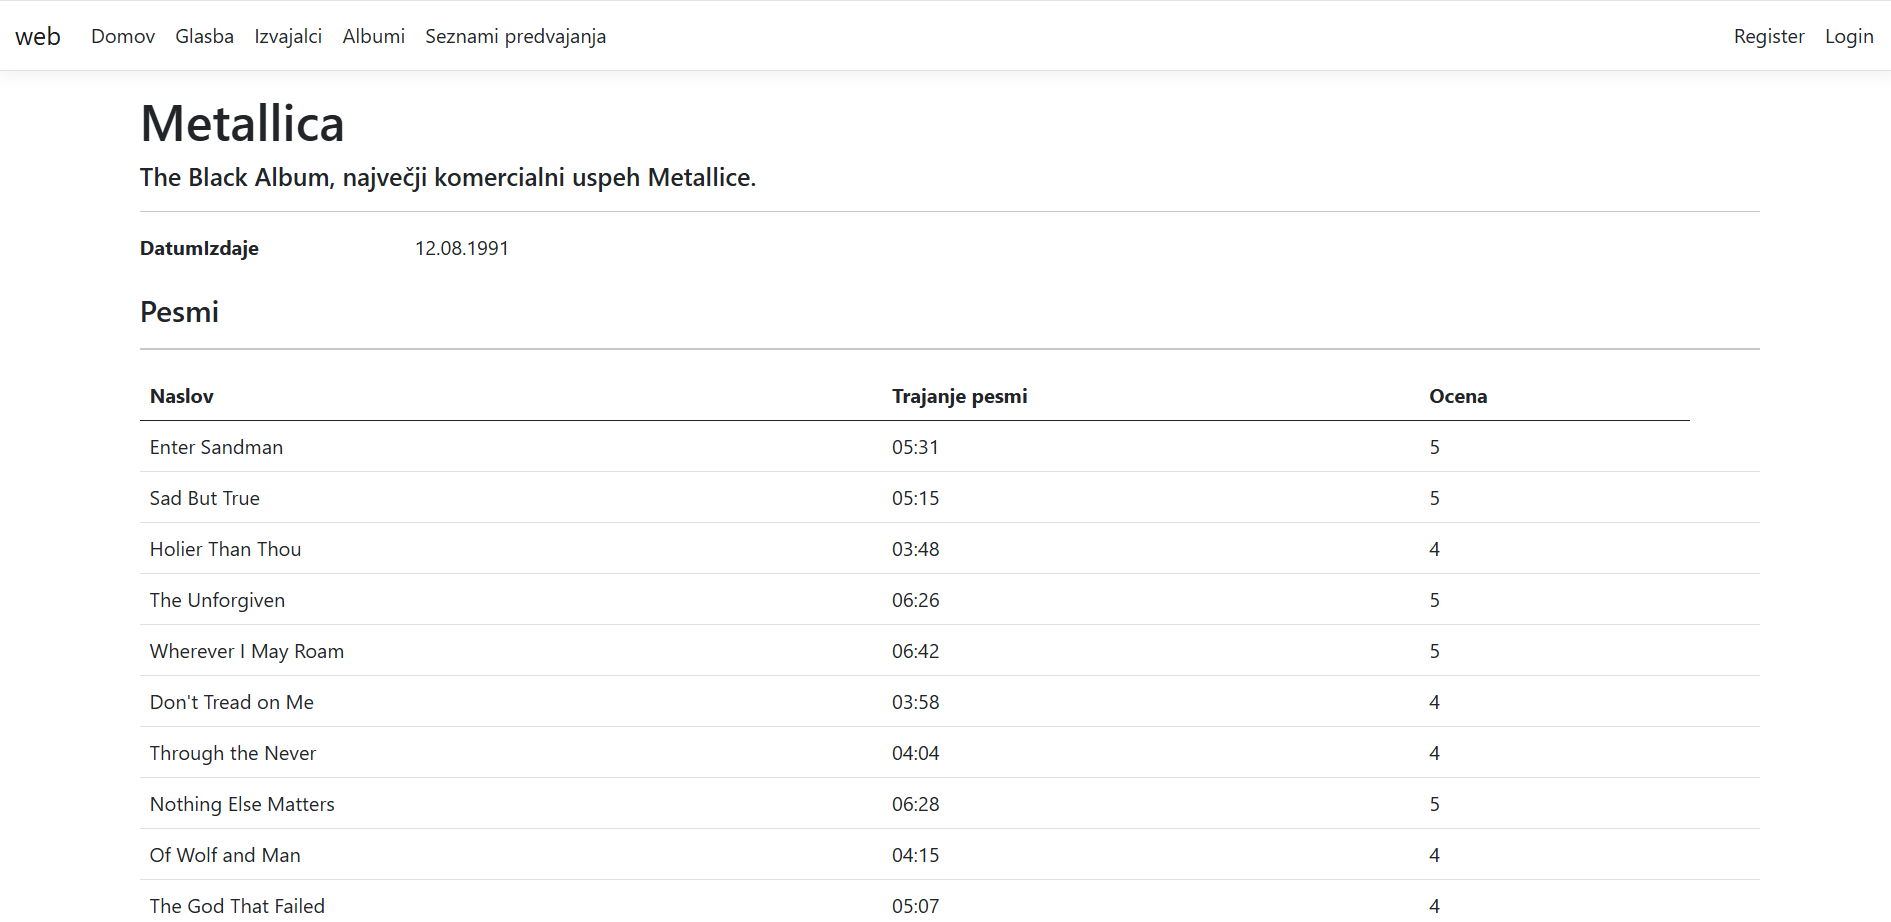 web Domov Glasba Izvajalci Albumi Seznami predvajanja Register Login
Metallica
The Black Album, največji komercialni uspeh Metallice.
DatumIzdaje 12.08.1991
Pesmi
Naslov Trajanje pesmi Ocena
Enter Sandman 05:31 5
Sad But True 05:15 5
Holier Than Thou 03:48 4
The Unforgiven 06:26 5
Wherever I May Roam 06:42 5
Don't Tread on Me 03:58 4
Through the Never 04:04 4
Nothing Else Matters 06:28 5
Of Wolf and Man 04:15 4
The God That Failed 05:07 4